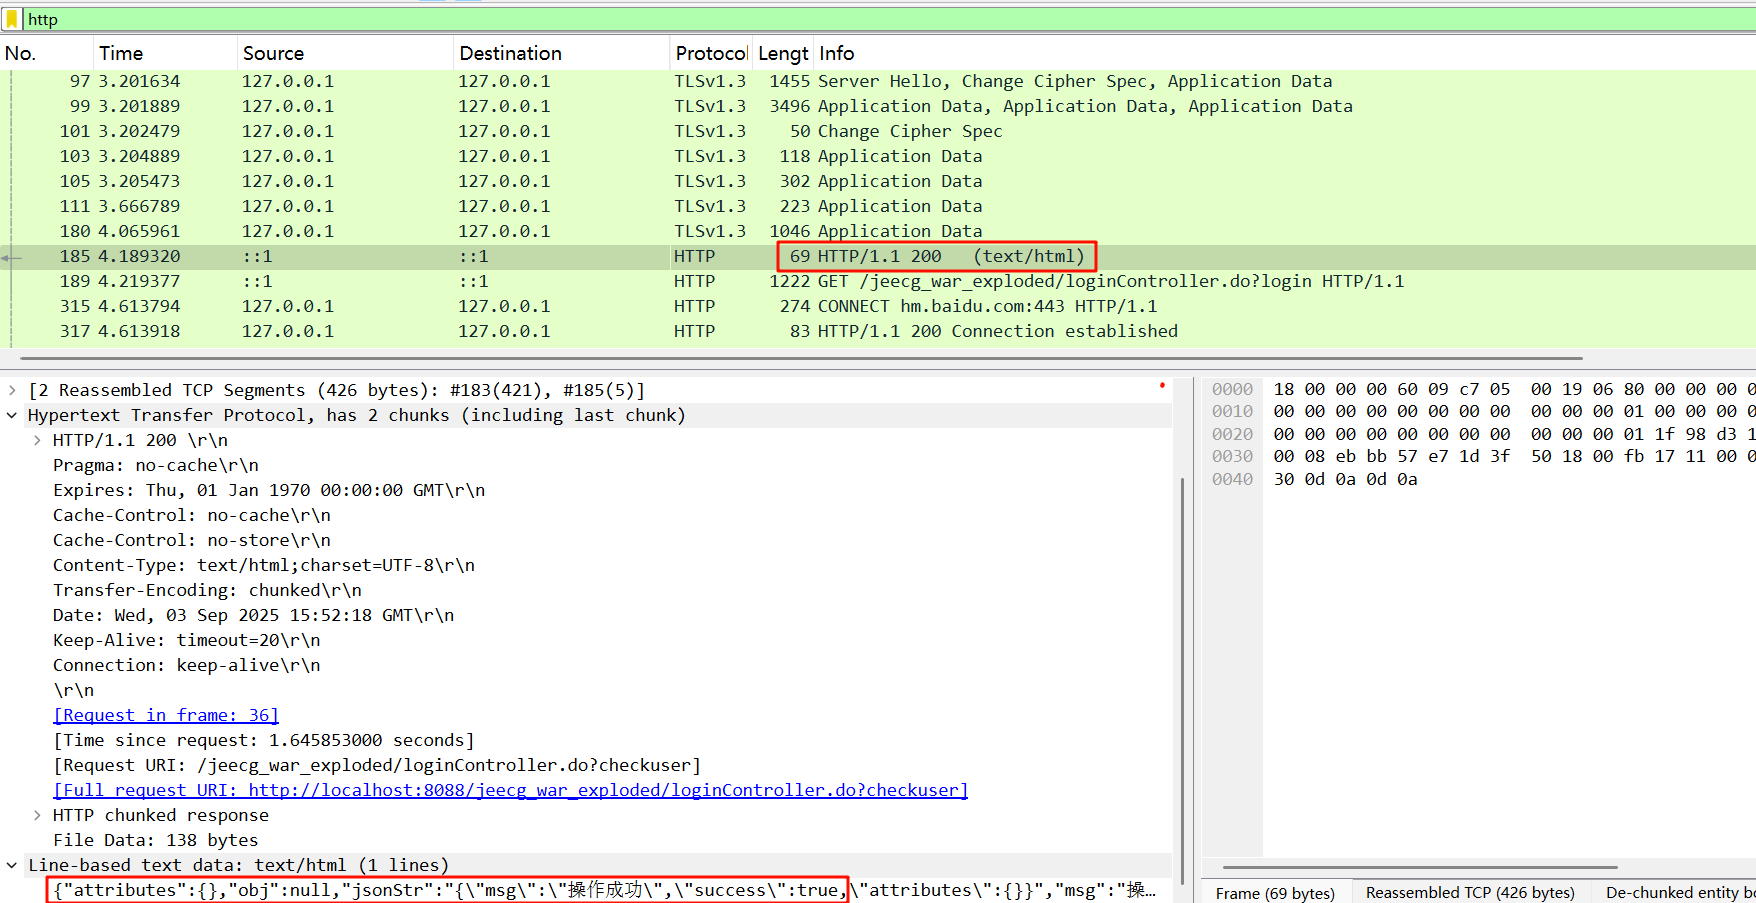 http
No. Time Source Destination Protocol Lengt Info
97 3.201634 127.0.0.1 127.0.0.1 TLSv1.3 1455 Server Hello, Change Cipher Spec, Application Data
99 3.201889 127.0.0.1 127.0.0.1 TLSv1.3 3496 Application Data, Application Data, Application Data
101 3.202479 127.0.0.1 127.0.0.1 TLSv1.3 50 Change Cipher Spec
103 3.204889 127.0.0.1 127.0.0.1 TLSv1.3 118 Application Data
105 3.205473 127.0.0.1 127.0.0.1 TLSv1.3 302 Application Data
111 3.666789 127.0.0.1 127.0.0.1 TLSv1.3 223 Application Data
180 4.065961 127.0.0.1 127.0.0.1 TLSv1.3 1046 Application Data
185 4.189320 ::1 ::1 HTTP 69 HTTP/1.1 200 (text/html)
189 4.219377 ::1 ::1 HTTP 1222 GET /jeecg_war_exploded/loginController.do?login HTTP/1.1
315 4.613794 127.0.0.1 127.0.0.1 HTTP 274 CONNECT hm.baidu.com:443 HTTP/1.1
317 4.613918 127.0.0.1 127.0.0.1 HTTP 83 HTTP/1.1 200 Connection established
[2 Reassembled TCP Segments (426 bytes): #183(421), #185(5)]
Hypertext Transfer Protocol, has 2 chunks (including last chunk)
HTTP/1.1 200 \r\n
Pragma: no-cache\r\n
Expires: Thu, 01 Jan 1970 00:00:00 GMT\r\n
Cache-Control: no-cache\r\n
Cache-Control: no-store\r\n
Content-Type: text/html;charset=UTF-8\r\n
Transfer-Encoding: chunked\r\n
Date: Wed, 03 Sep 2025 15:52:18 GMT\r\n
Keep-Alive: timeout=20\r\n
Connection: keep-alive\r\n
\r\n
[Request in frame: 36]
[Time since request: 1.645853000 seconds]
[Request URI: /jeecg_war_exploded/loginController.do?checkuser]
[Full request URI: http://localhost:8088/jeecg_war_exploded/loginController.do?checkuser]
HTTP chunked response
File Data: 138 bytes
Line-based text data: text/html (1 lines)
{"attributes":{},"obj":null,"jsonStr":"{\"msg\":\"操作成功\",\"success\":true,\"attributes\":{}}","msg":"操…
0000 18 00 00 00 60 09 c7 05 00 19 06 80 00 00 00 0
0010 00 00 00 00 00 00 00 00 00 00 00 01 00 00 00 0
0020 00 00 00 00 00 00 00 00 00 00 00 01 1f 98 d3 1
0030 00 08 eb bb 57 e7 1d 3f 50 18 00 fb 17 11 00 0
0040 30 0d 0a 0d 0a
Frame (69 bytes) Reassembled TCP (426 bytes) De-chunked entity bo